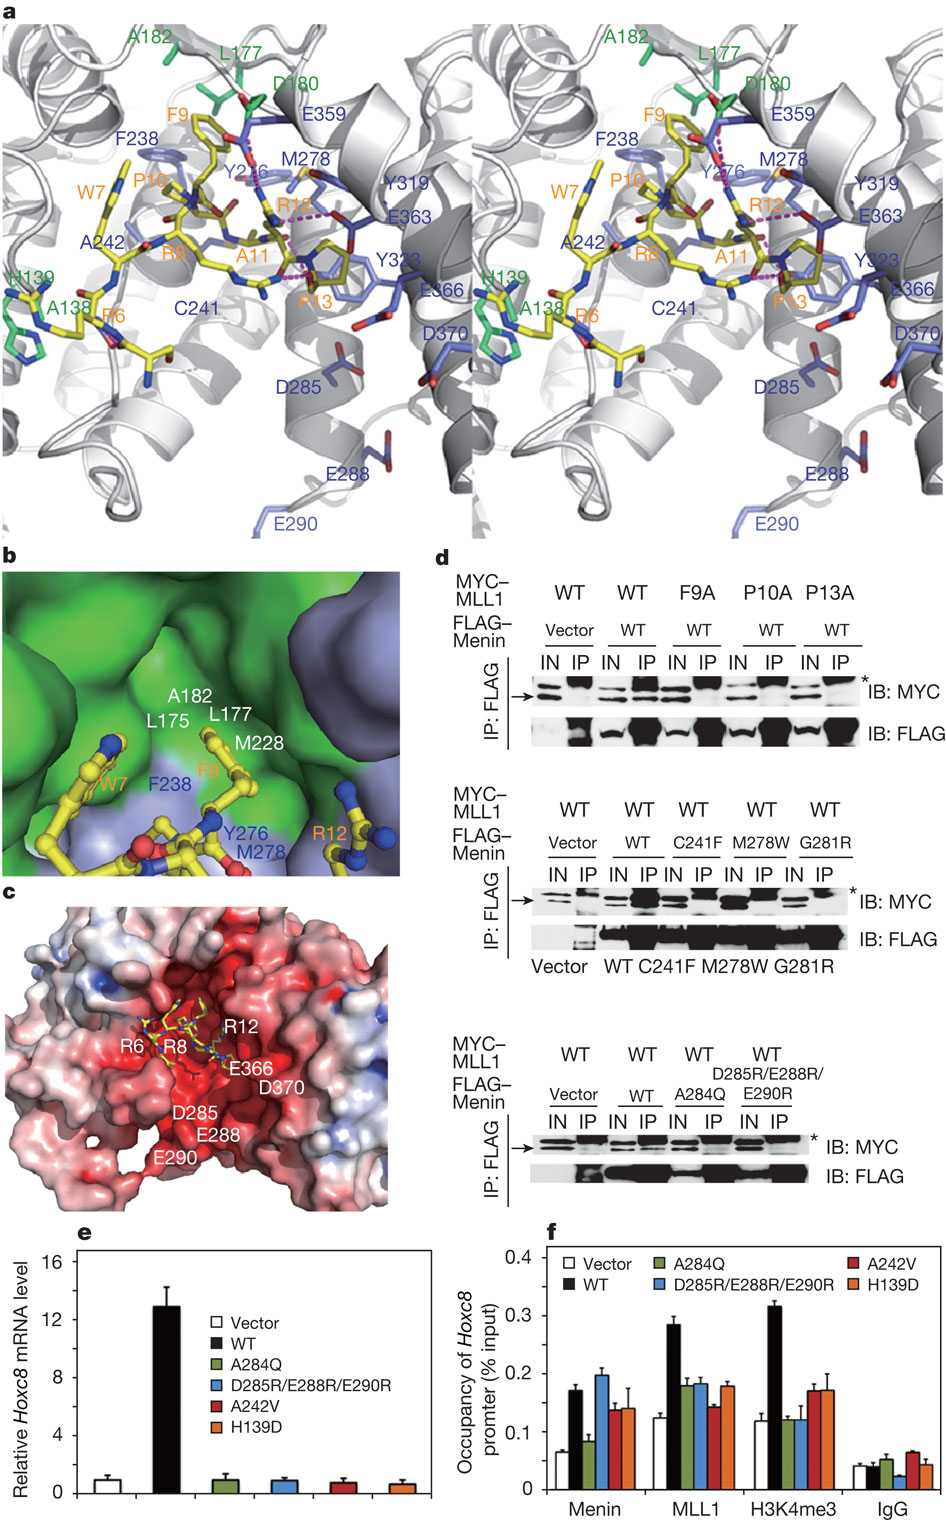 a
A182
L177
D180
F9
E359
F238
Y276
M278
P10
W7
R12
Y319
E363
A242
R8
A11
Y323
H139
A138
R6
C241
P13
E366
D370
D285
E288
E290
A182
L177
D180
F9
E359
F238
Y276
M278
P10
W7
R12
Y319
E363
A242
R8
A11
Y323
H139
A138
R6
C241
P13
E366
D370
D285
E288
E290
b
A182
L175
L177
M228
W7
F238
F9
Y276
M278
R12
c
R6
R8
R12
E366
D370
D285
E288
E290
d
MYC–
MLL1
WT WT F9A P10A P13A
FLAG–
Menin
Vector WT WT WT WT
IN IP IN IP IN IP IN IP IN IP
IP: FLAG
* IB: MYC
IB: FLAG
MYC–
MLL1
WT WT WT WT WT
FLAG–
Menin
Vector WT C241F M278W G281R
IN IP IN IP IN IP IN IP IN IP
IP: FLAG
* IB: MYC
IB: FLAG
Vector WT C241F M278W G281R
MYC–
MLL1
WT WT WT WT
FLAG–
Menin
Vector WT A284Q D285R/E288R/
E290R
IN IP IN IP IN IP IN IP
IP: FLAG
* IB: MYC
IB: FLAG
e
Relative Hoxc8 mRNA level
16
12
8
4
0
Vector
WT
A284Q
D285R/E288R/E290R
A242V
H139D
f
Occupancy of Hoxc8
promter (% input)
0.4
0.3
0.2
0.1
0
Vector
WT
A284Q
D285R/E288R/E290R
A242V
H139D
Menin MLL1 H3K4me3 IgG